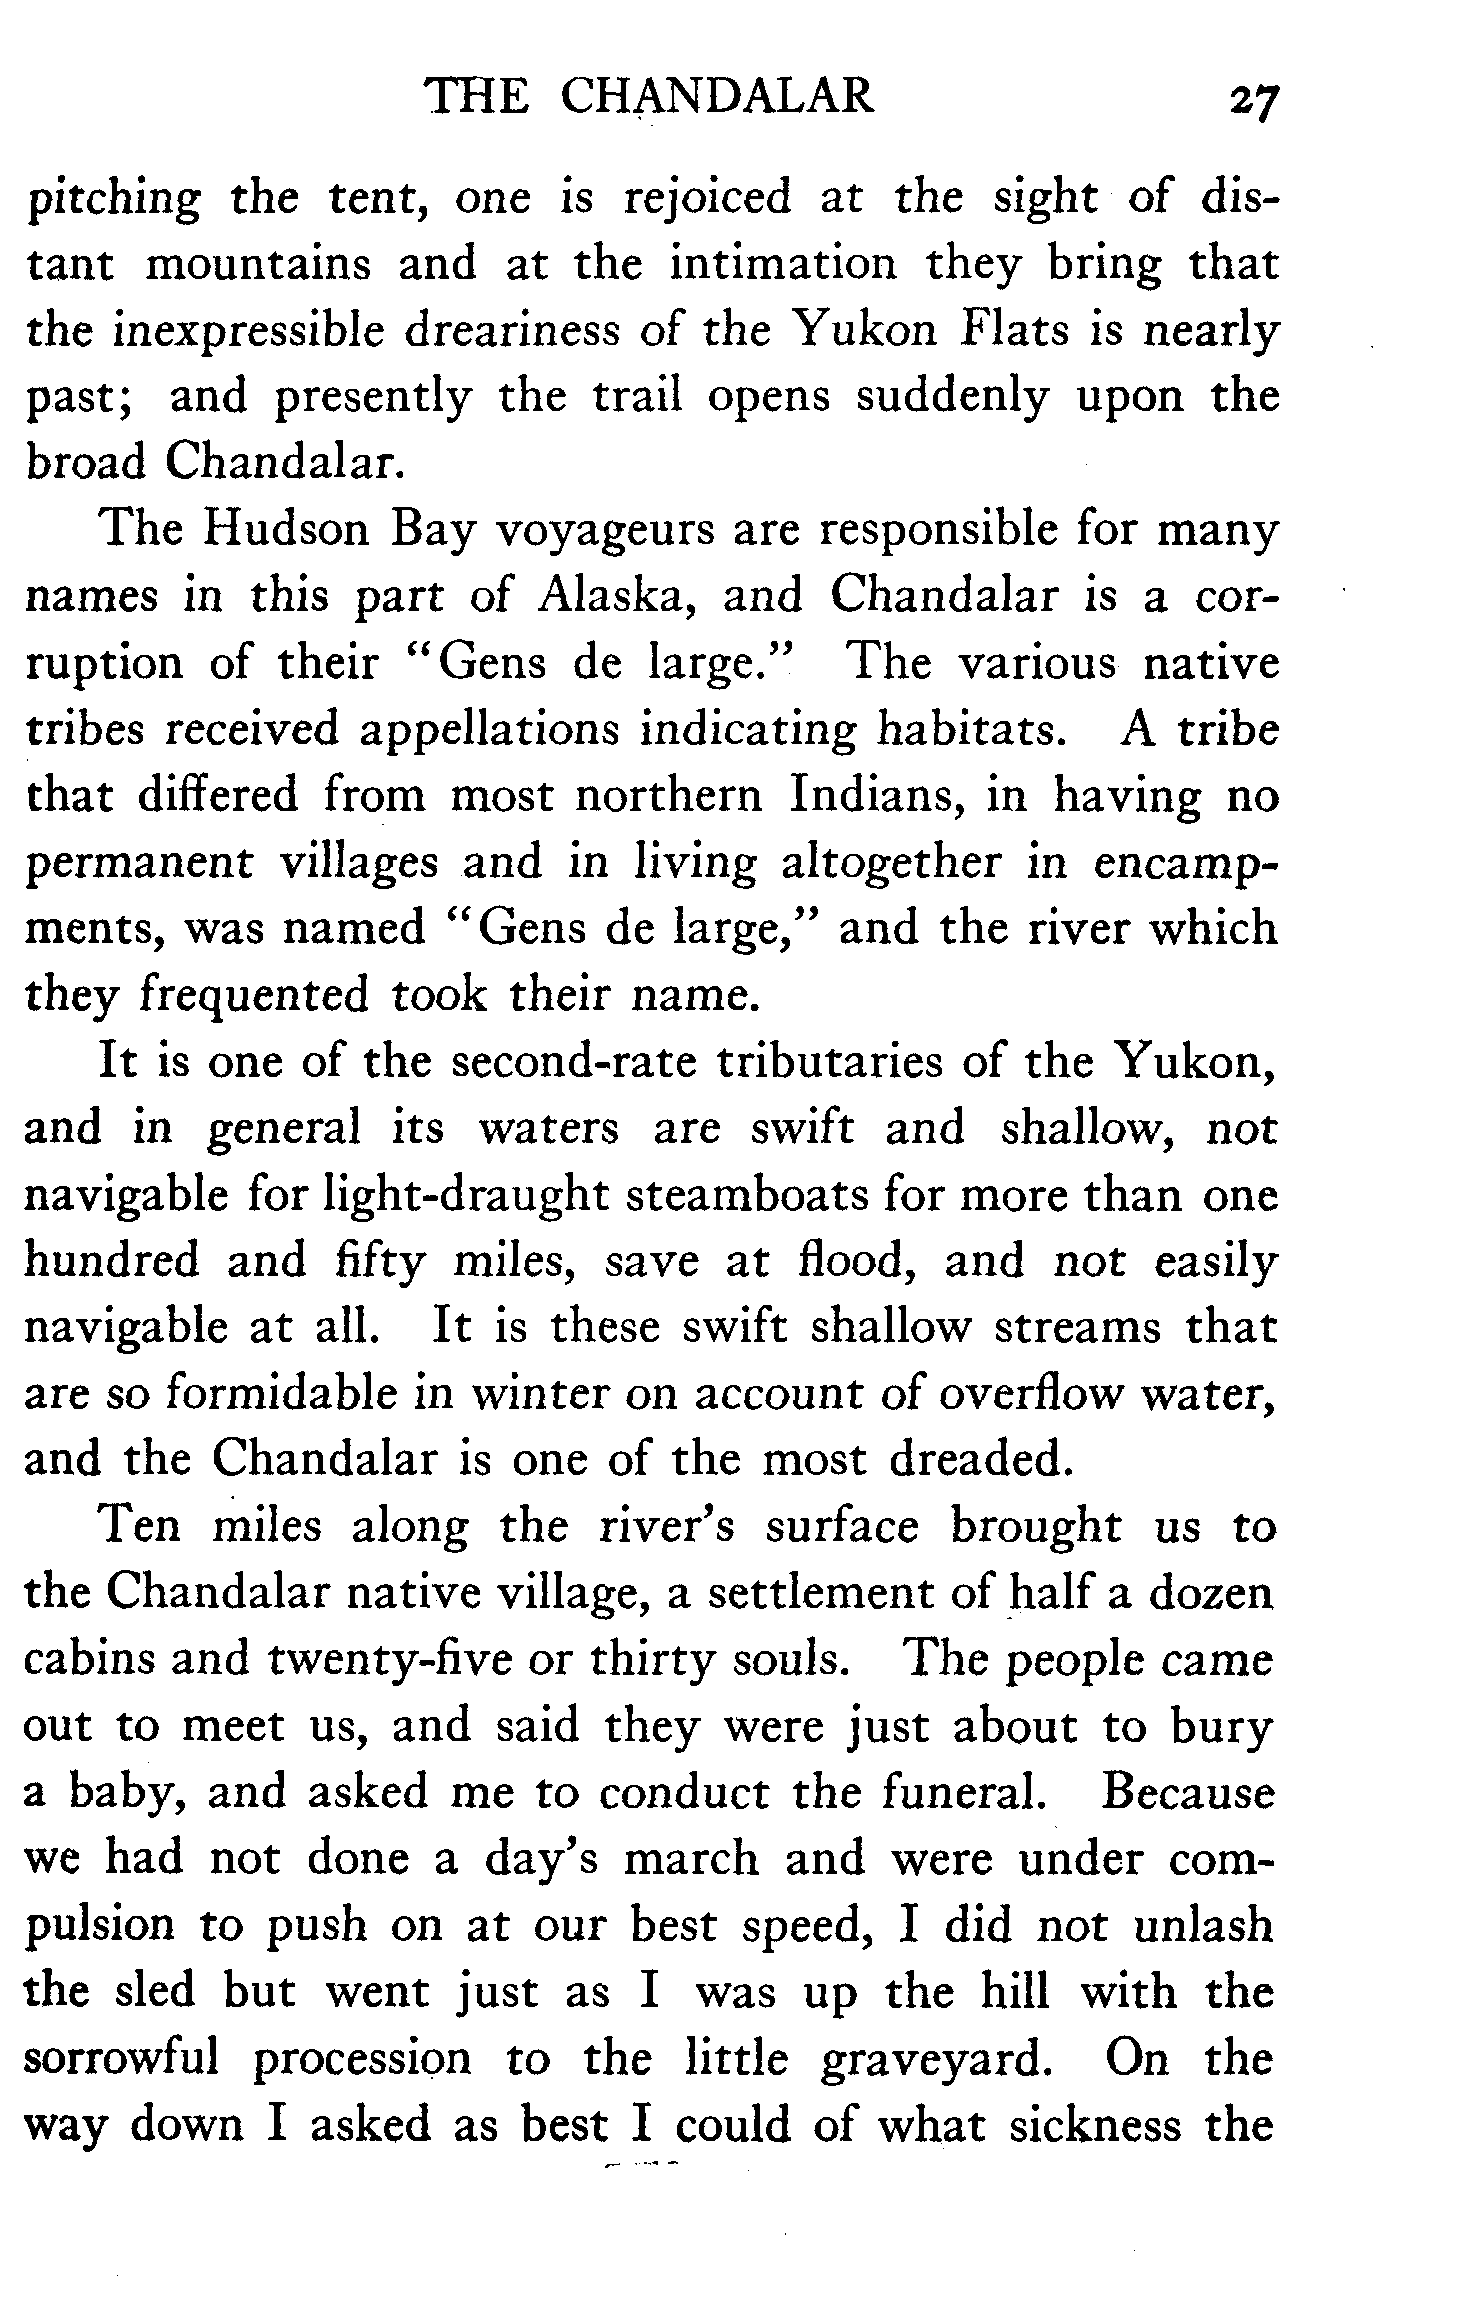 THE CHANDALAR 27
pitching the tent, one is rejoiced at the sight of dis-
tant mountains and at the intimation they bring that
the inexpressible dreariness of the Yukon Flats is nearly
past; and presently the trail opens suddenly upon the
broad Chandalar.
The Hudson Bay voyageurs are responsible for many
names in this part of Alaska, and Chandalar is a cor-
ruption of their "Gens de large." The various native
tribes received appellations indicating habitats. A tribe
that differed from most northern Indians, in having no
permanent villages and in living altogether in encamp-
ments, was named "Gens de large," and the river which
they frequented took their name.
It is one of the second-rate tributaries of the Yukon,
and in general its waters are swift and shallow, not
navigable for light-draught steamboats for more than one
hundred and fifty miles, save at flood, and not easily
navigable at all. It is these swift shallow streams that
are so formidable in winter on account of overflow water,
and the Chandalar is one of the most dreaded.
Ten miles along the river's surface brought us to
the Chandalar native village, a settlement of half a dozen
cabins and twenty-five or thirty souls. The people came
out to meet us, and said they were just about to bury
a baby, and asked me to conduct the funeral. Because
we had not done a day's march and were under com-
pulsion to push on at our best speed, I did not unlash
the sled but went just as I was up the hill with the
sorrowful procession to the little graveyard. On the
way down I asked as best I could of what sickness the